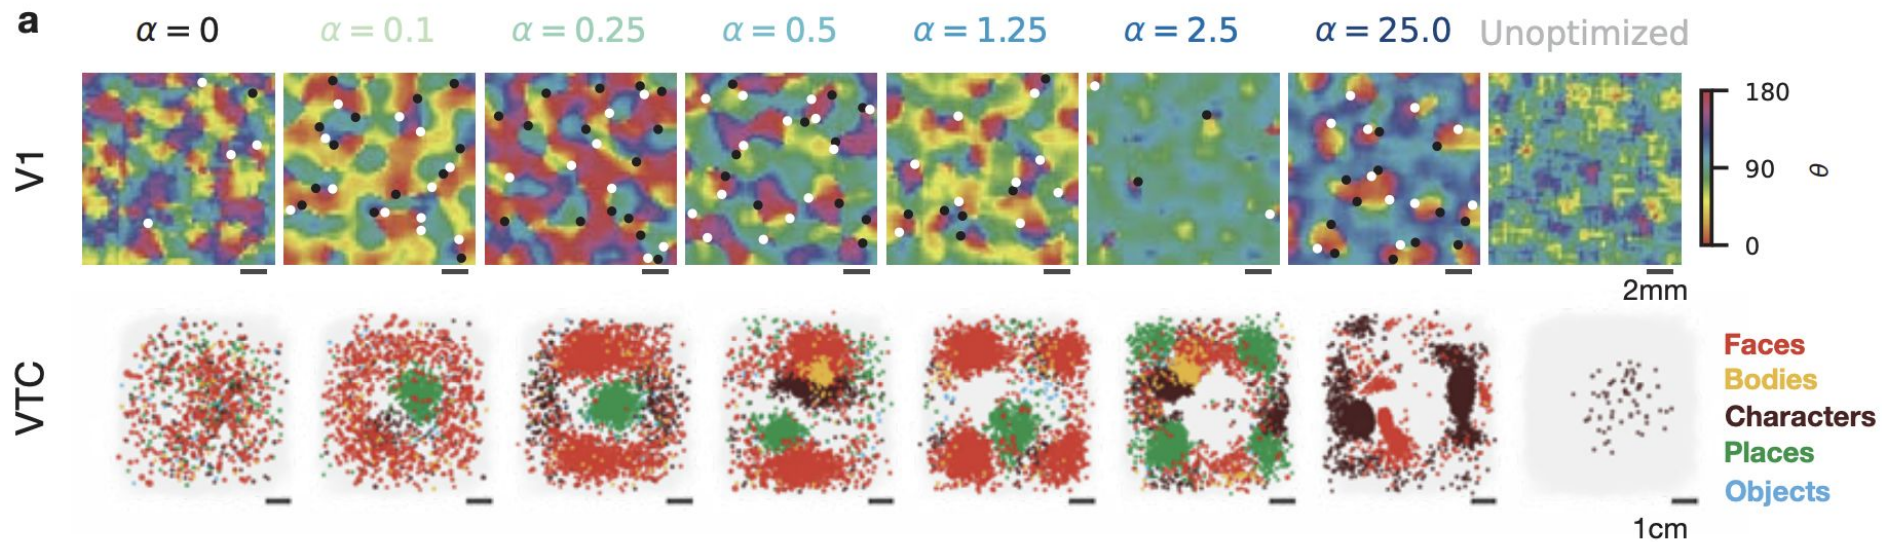 a
α = 0 α = 0.1 α = 0.25 α = 0.5 α = 1.25 α = 2.5 α = 25.0 Unoptimized
V1
180
90
0
θ
2mm
VTC
Faces
Bodies
Characters
Places
Objects
1cm